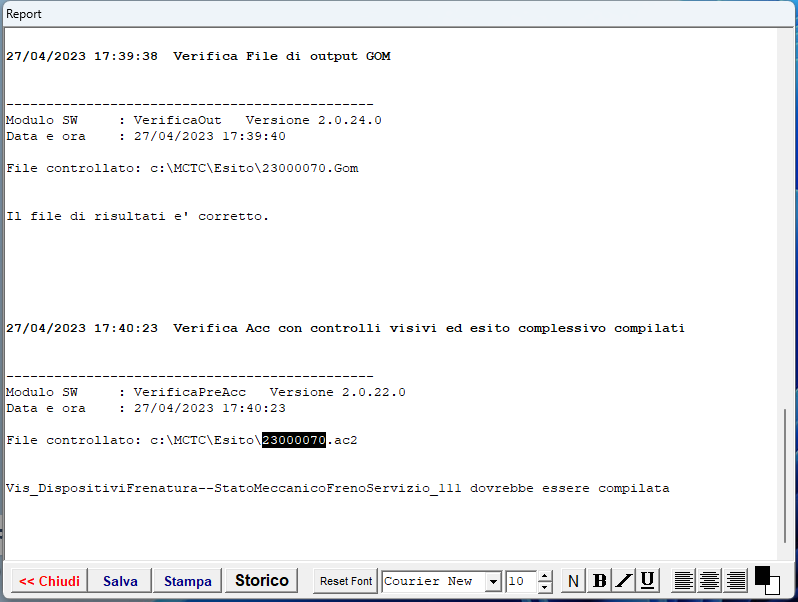 Report
27/04/2023 17:39:38  Verifica File di output GOM
----------------------------------------------
Modulo SW     : VerificaOut   Versione 2.0.24.0
Data e ora    : 27/04/2023 17:39:40
File controllato: c:\MCTC\Esito\23000070.Gom
Il file di risultati e' corretto.
27/04/2023 17:40:23  Verifica Acc con controlli visivi ed esito complessivo compilati
----------------------------------------------
Modulo SW     : VerificaPreAcc   Versione 2.0.22.0
Data e ora    : 27/04/2023 17:40:23
File controllato: c:\MCTC\Esito\23000070.ac2
Vis_DispositiviFrenatura--StatoMeccanicoFrenoServizio_111 dovrebbe essere compilata
<< Chiudi Salva Stampa Storico Reset Font Courier New 10 N B I U